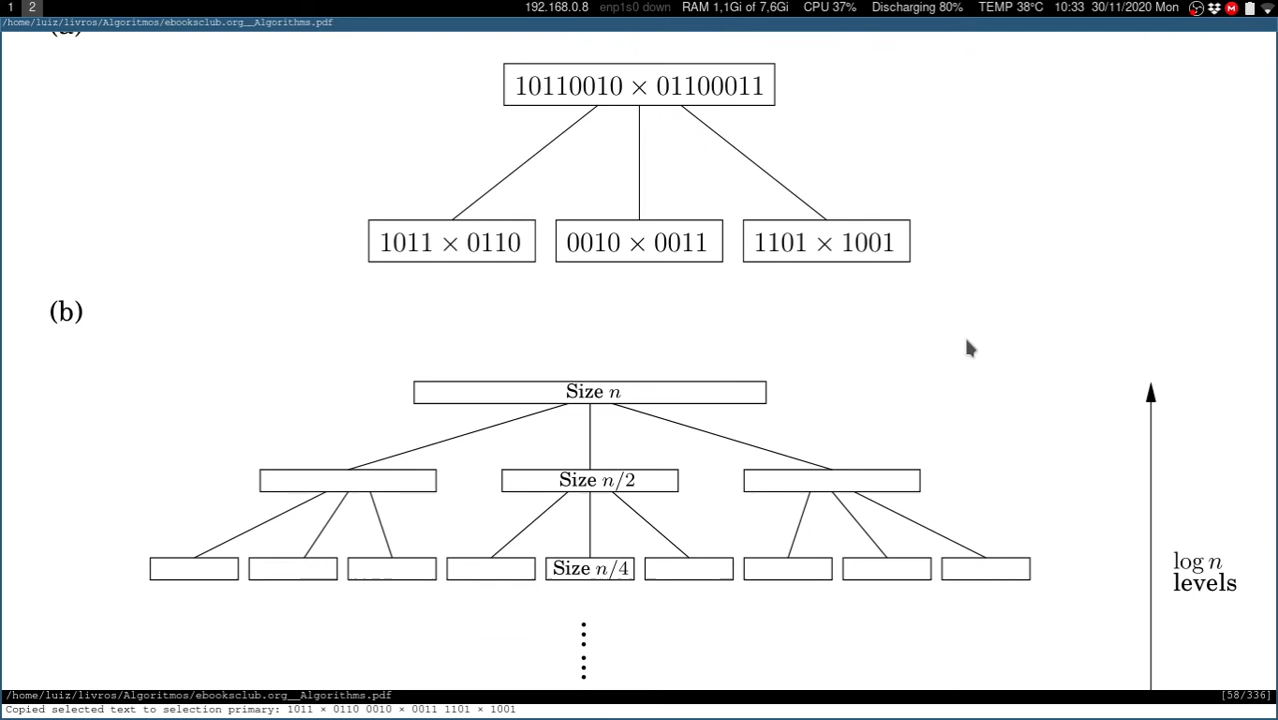 1 2 192.168.0.8 enp1s0 down RAM 1,1Gi of 7,6Gi CPU 37% Discharging 80% TEMP 38°C 30/11/2020 Mon 10:33
/home/luiz/livros/Algoritmos/ebooksclub.org__Algorithms.pdf
10110010 × 01100011
1011 × 0110 0010 × 0011 1101 × 1001
(b)
Size n
Size n/2
Size n/4
log n
levels
/home/luiz/livros/Algoritmos/ebooksclub.org__Algorithms.pdf [58/336]
Copied selected text to selection primary: 1011 × 0110 0010 × 0011 1101 × 1001